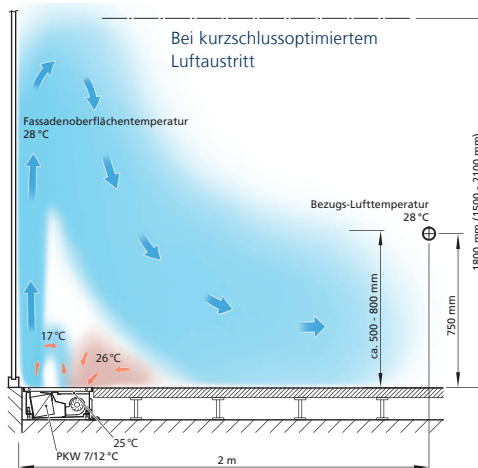 Bei kurzschlussoptimiertem
Luftaustritt
Fassadenoberflächentemperatur
28 °C
Bezugs-Lufttemperatur
28 °C
1800 mm (1500 - 2100 mm)
ca. 500 - 800 mm
750 mm
17 °C
26 °C
25 °C
PKW 7/12 °C
2 m